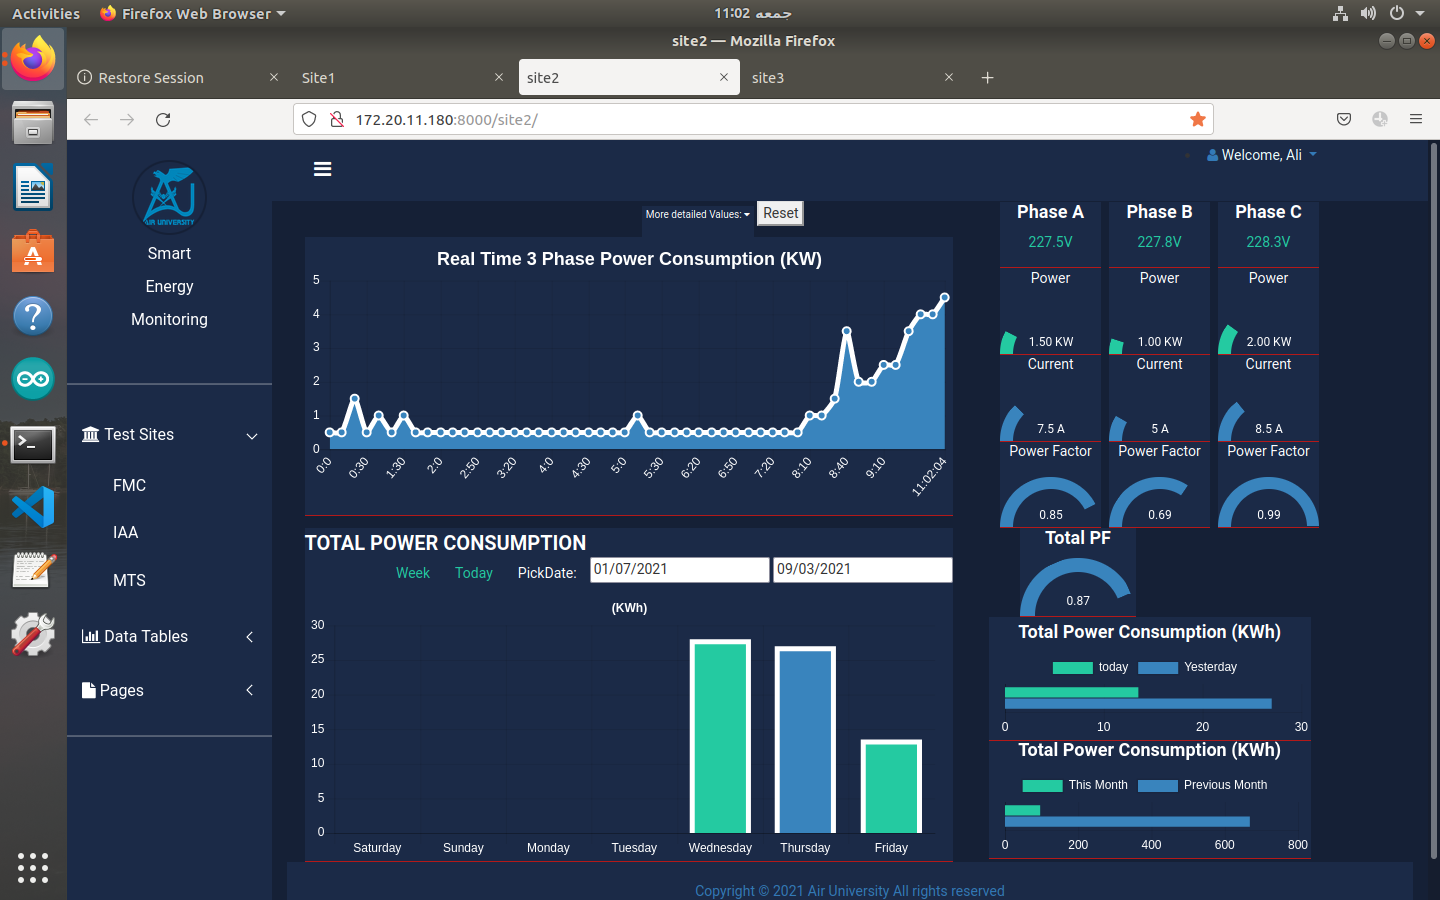 Activities
Firefox Web Browser
جمعه 11:02
site2 — Mozilla Firefox
Restore Session
Site1
site2
site3
172.20.11.180:8000/site2/
AIR UNIVERSITY
Smart
Energy
Monitoring
Test Sites
FMC
IAA
MTS
Data Tables
Pages
Welcome, Ali
More detailed Values:
Reset
Real Time 3 Phase Power Consumption (KW)
5
4
3
2
1
0
0:0 0:30 1:30 2:0 2:50 3:20 4:0 4:30 5:0 5:30 6:20 6:50 7:20 8:10 8:40 9:10 11:02:04
TOTAL POWER CONSUMPTION
Week Today PickDate: 01/07/2021 09/03/2021
(KWh)
30
25
20
15
10
5
0
Saturday Sunday Monday Tuesday Wednesday Thursday Friday
Phase A Phase B Phase C
227.5V 227.8V 228.3V
Power Power Power
1.50 KW 1.00 KW 2.00 KW
Current Current Current
7.5 A 5 A 8.5 A
Power Factor Power Factor Power Factor
0.85 0.69 0.99
Total PF
0.87
Total Power Consumption (KWh)
today Yesterday
0 10 20 30
Total Power Consumption (KWh)
This Month Previous Month
0 200 400 600 800
Copyright © 2021 Air University All rights reserved